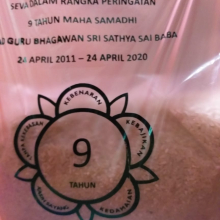 SEVA DALAM RANGKA PERINGATAN
9 TAHUN MAHA SAMADHI
GURU BHAGAWAN SRI SATHYA SAI BABA
24 APRIL 2011 – 24 APRIL 2020
KEBENARAN
KEBAJIKAN
9
TAHUN
KEDAMAIAN